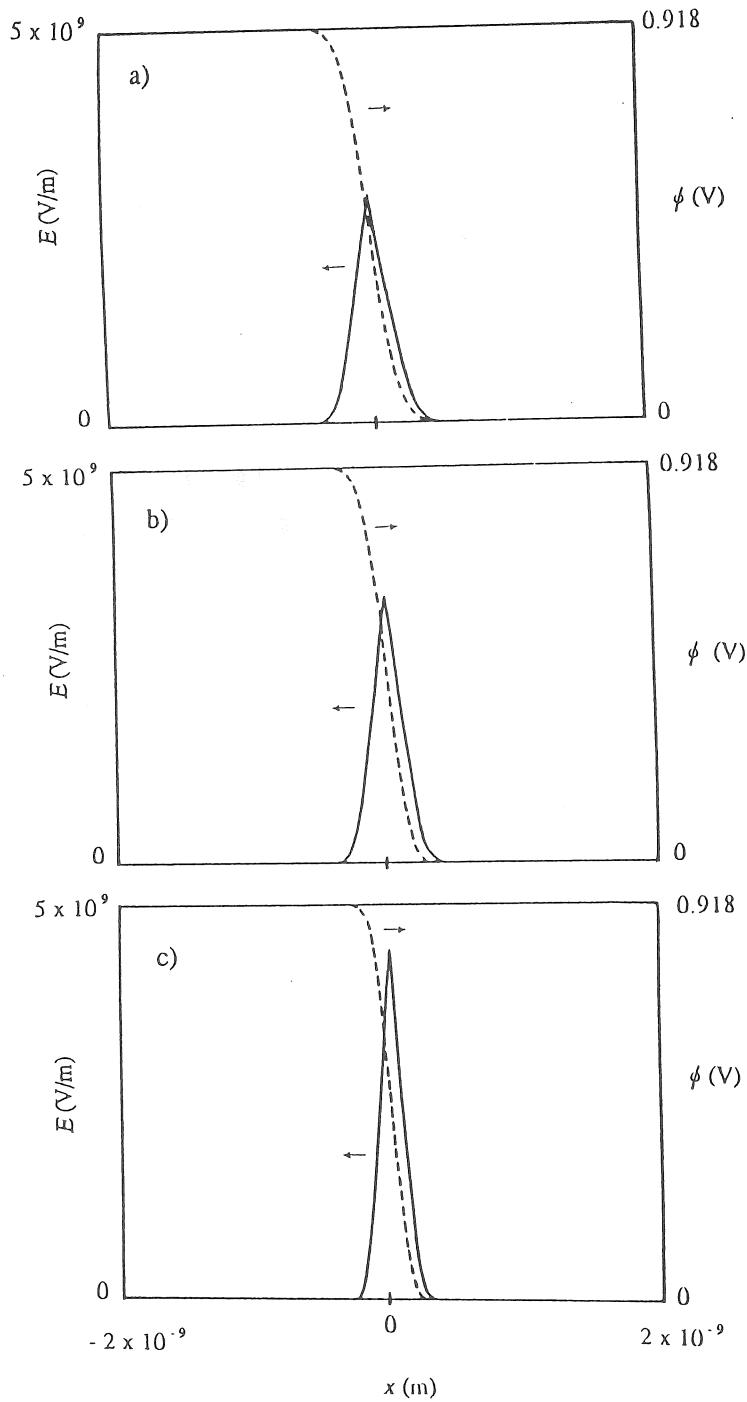 5 x 10⁹
0.918
a)
E (V/m)
ϕ (V)
0
0
5 x 10⁹
0.918
b)
E (V/m)
ϕ (V)
0
0
5 x 10⁹
0.918
c)
E (V/m)
ϕ (V)
0
0
- 2 x 10⁻⁹
0
2 x 10⁻⁹
x (m)